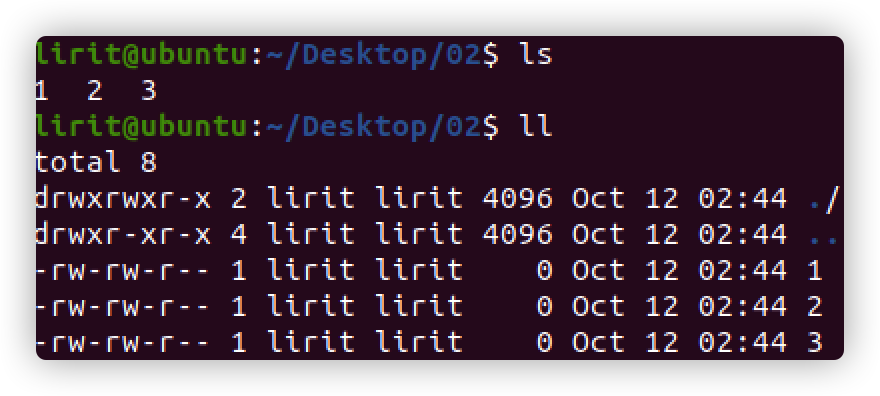 lirit@ubuntu:~/Desktop/02$ ls
1  2  3
lirit@ubuntu:~/Desktop/02$ ll
total 8
drwxrwxr-x 2 lirit lirit 4096 Oct 12 02:44 ./
drwxr-xr-x 4 lirit lirit 4096 Oct 12 02:44 ..
-rw-rw-r-- 1 lirit lirit    0 Oct 12 02:44 1
-rw-rw-r-- 1 lirit lirit    0 Oct 12 02:44 2
-rw-rw-r-- 1 lirit lirit    0 Oct 12 02:44 3